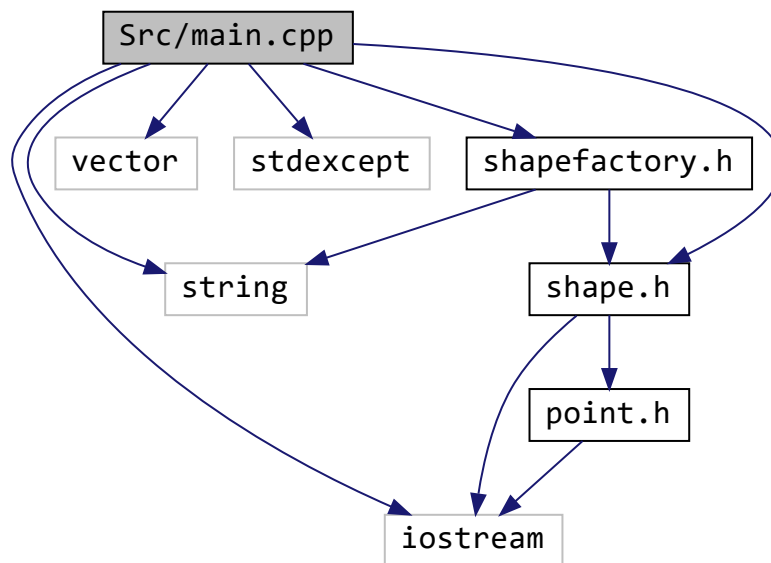 Src/main.cpp
vector
stdexcept
shapefactory.h
string
shape.h
point.h
iostream